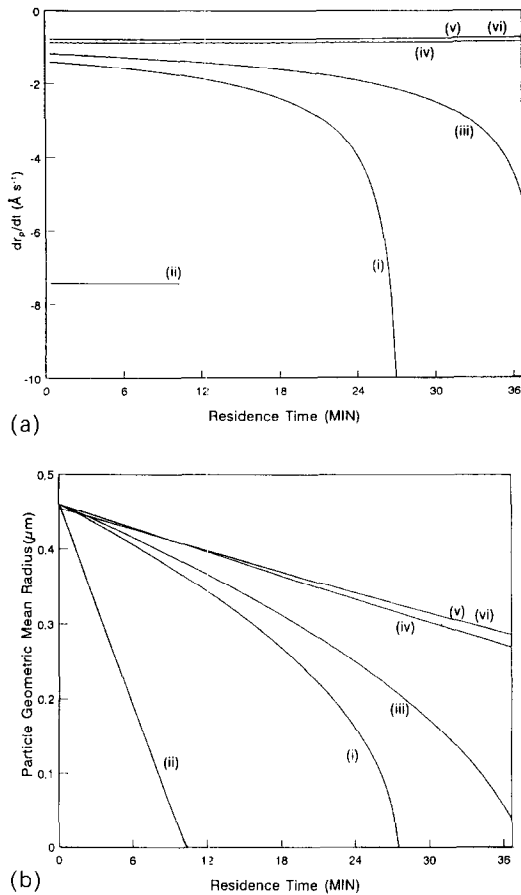 0
-2
-4
-6
-8
-10
dr_p/dt (Å s⁻¹)
(v)
(vi)
(iv)
(iii)
(i)
(ii)
6
12
18
24
30
36
Residence Time (MIN)
(a)
0,5
0.4
0.3
0.2
0.1
0
Particle Geometric Mean Radius(μm)
(v)
(vi)
(iv)
(iii)
(i)
(ii)
0
6
12
18
24
30
36
Residence Time (MIN)
(b)